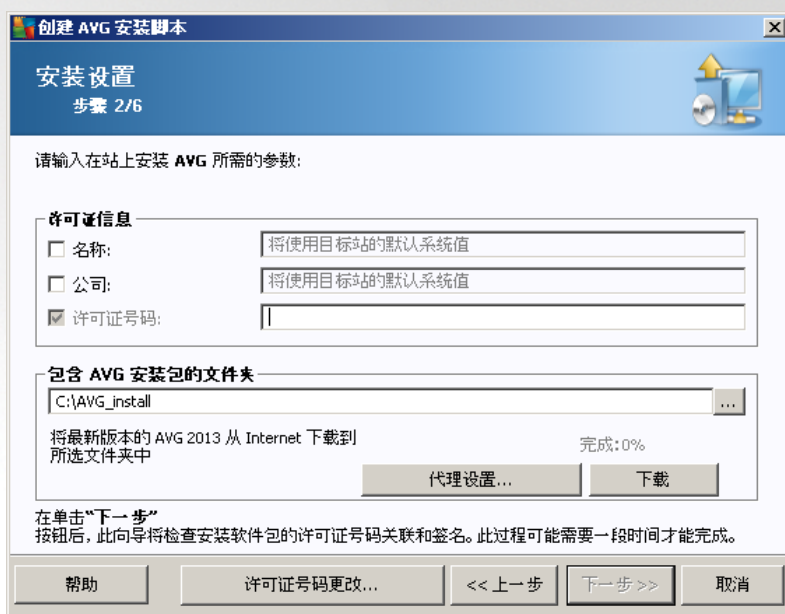 创建 AVG 安装脚本
安装设置
步骤 2/6
请输入在站上安装 AVG 所需的参数:
许可证信息
名称:
将使用目标站的默认系统值
公司:
将使用目标站的默认系统值
许可证号码:
包含 AVG 安装包的文件夹
C:\AVG_install
...
将最新版本的 AVG 2013 从 Internet 下载到
所选文件夹中
完成:0%
代理设置...
下载
在单击“下一步”
按钮后，此向导将检查安装软件包的许可证号码关联和签名。此过程可能需要一段时间才能完成。
帮助
许可证号码更改...
<< 上一步
下一步 >>
取消